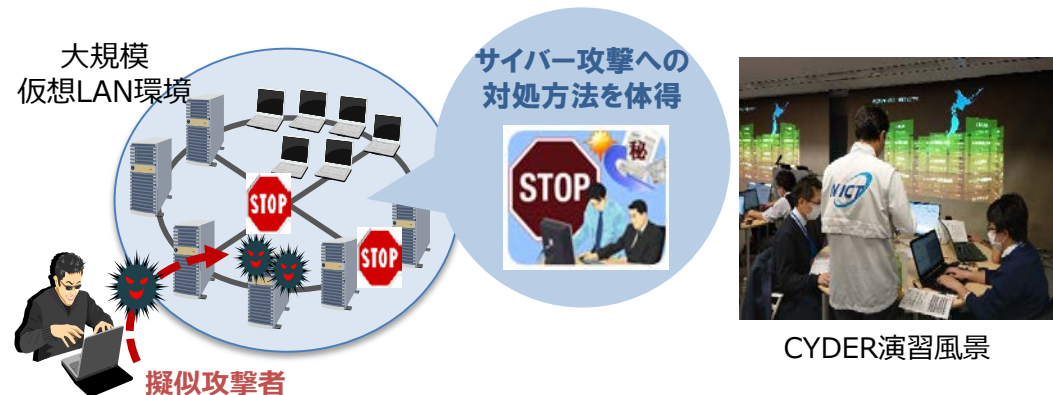 大規模
仮想LAN環境
サイバー攻撃への
対処方法を体得
秘
STOP
STOP
STOP
擬似攻撃者
NICT
CYDER演習風景